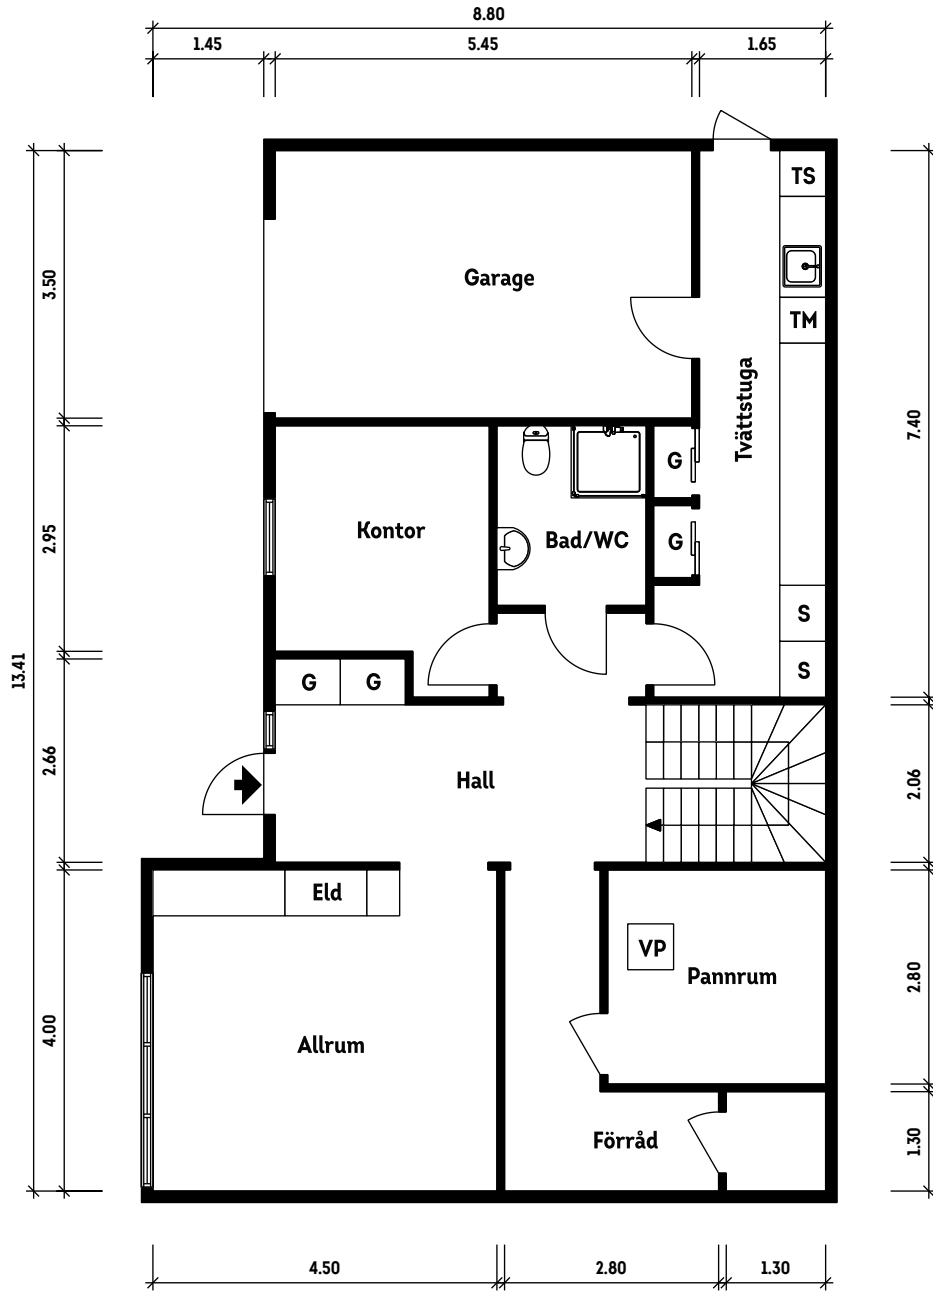 8.80
1.45
5.45
1.65
TS
3.50
Garage
TM
Tvättstuga
7.40
G
2.95
Kontor
Bad/WC
G
S
13.41
G
G
S
2.66
Hall
2.06
Eld
VP
Pannrum
2.80
4.00
Allrum
Förråd
1.30
4.50
2.80
1.30